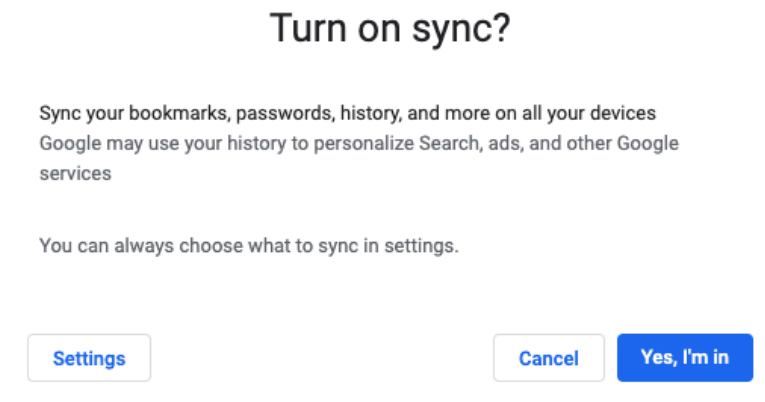 Turn on sync?
Sync your bookmarks, passwords, history, and more on all your devices
Google may use your history to personalize Search, ads, and other Google
services
You can always choose what to sync in settings.
Settings
Cancel
Yes, I'm in